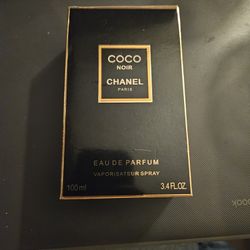 COCO
NOIR
CHANEL
PARIS
EAU DE PARFUM
VAPORISATEUR SPRAY
100 ml
3.4 FL.OZ.